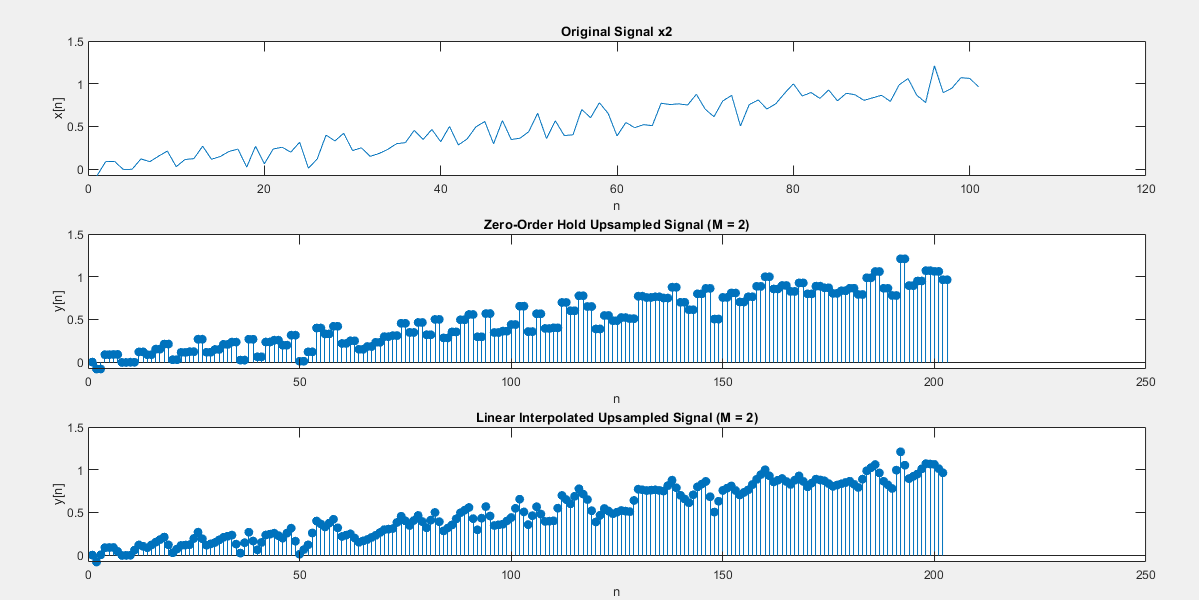 Original Signal x2
1.5
1
0.5
0
x[n]
0 20 40 60 80 100 120
n
Zero-Order Hold Upsampled Signal (M = 2)
1.5
1
0.5
0
y[n]
0 50 100 150 200 250
n
Linear Interpolated Upsampled Signal (M = 2)
1.5
1
0.5
0
y[n]
0 50 100 150 200 250
n